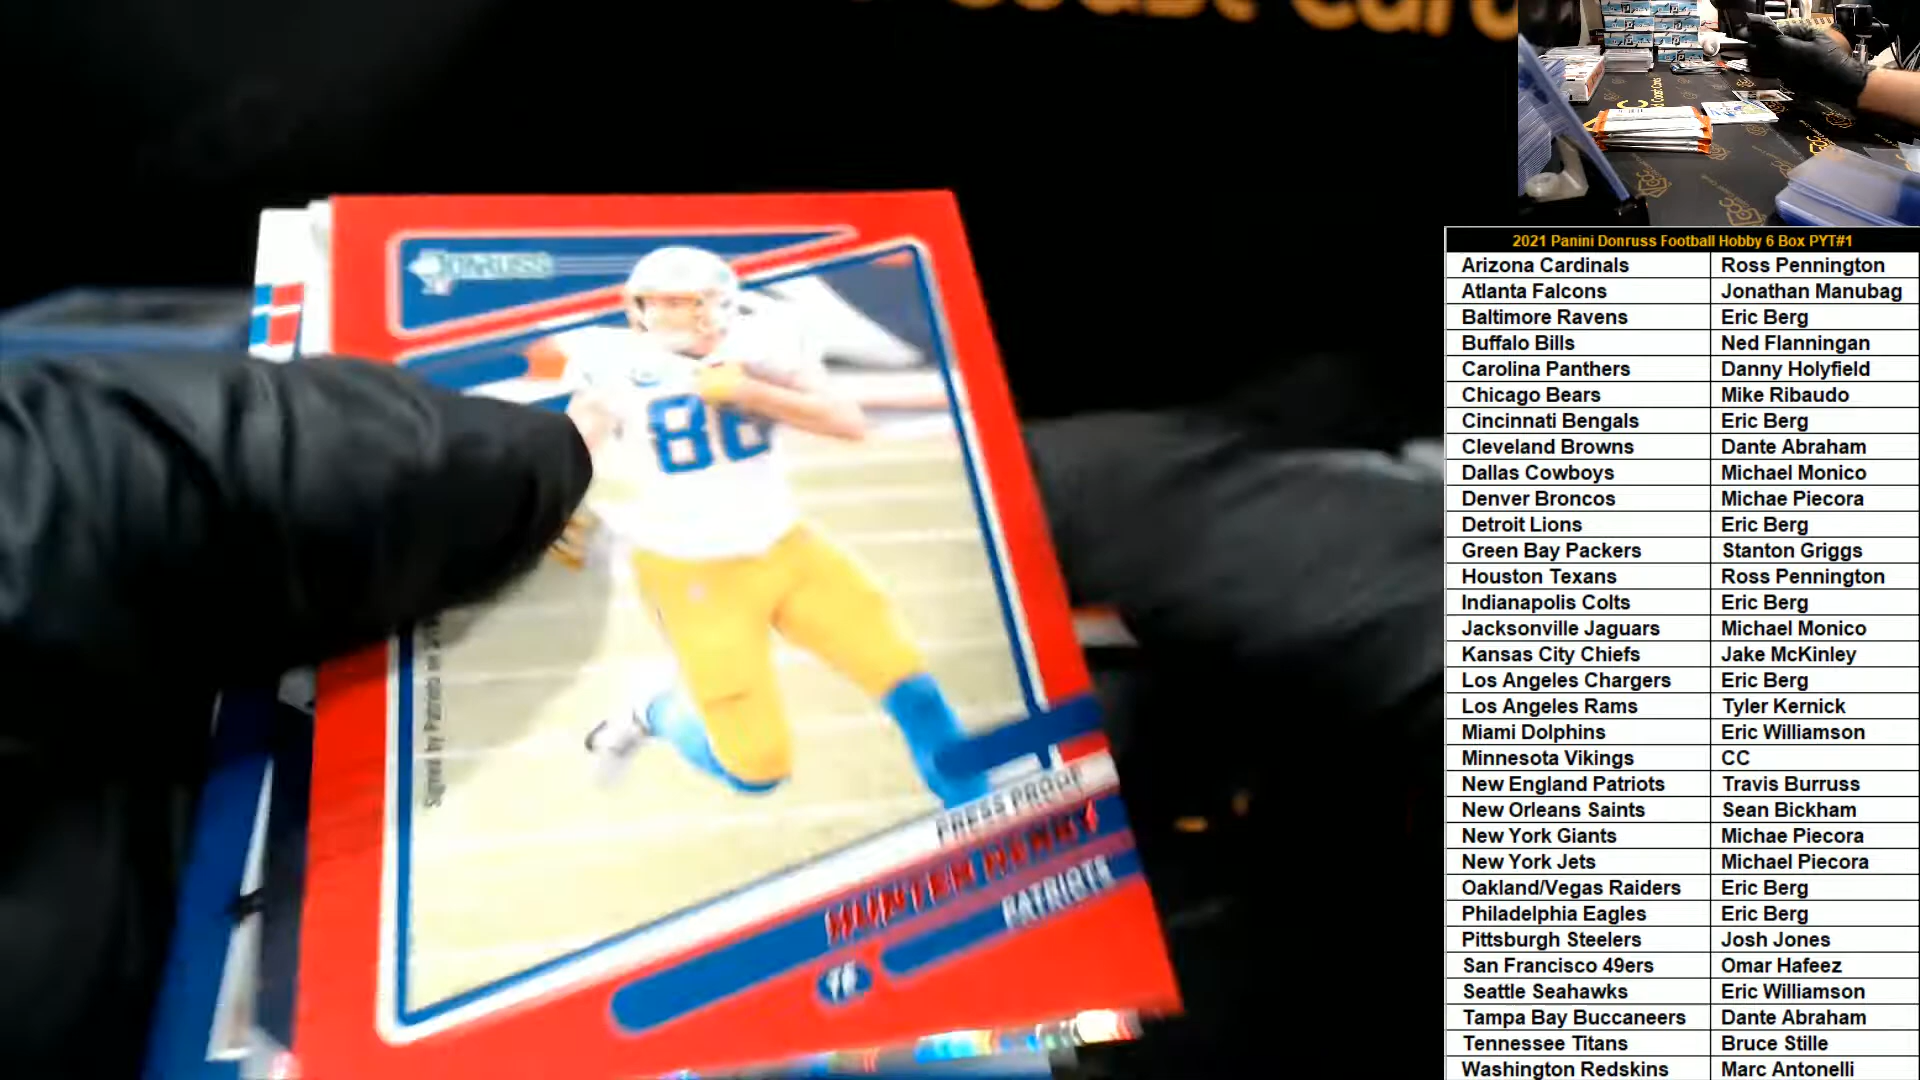 Coast Card
DONRUSS
86
Signed by Patriots in
PRESS PROOF
HUNTER HENRY
PATRIOTS
TE
2021 Panini Donruss Football Hobby 6 Box PYT#1
Arizona Cardinals Ross Pennington
Atlanta Falcons Jonathan Manubag
Baltimore Ravens Eric Berg
Buffalo Bills Ned Flanningan
Carolina Panthers Danny Holyfield
Chicago Bears Mike Ribaudo
Cincinnati Bengals Eric Berg
Cleveland Browns Dante Abraham
Dallas Cowboys Michael Monico
Denver Broncos Michae Piecora
Detroit Lions Eric Berg
Green Bay Packers Stanton Griggs
Houston Texans Ross Pennington
Indianapolis Colts Eric Berg
Jacksonville Jaguars Michael Monico
Kansas City Chiefs Jake McKinley
Los Angeles Chargers Eric Berg
Los Angeles Rams Tyler Kernick
Miami Dolphins Eric Williamson
Minnesota Vikings CC
New England Patriots Travis Burruss
New Orleans Saints Sean Bickham
New York Giants Michae Piecora
New York Jets Michael Piecora
Oakland/Vegas Raiders Eric Berg
Philadelphia Eagles Eric Berg
Pittsburgh Steelers Josh Jones
San Francisco 49ers Omar Hafeez
Seattle Seahawks Eric Williamson
Tampa Bay Buccaneers Dante Abraham
Tennessee Titans Bruce Stille
Washington Redskins Marc Antonelli